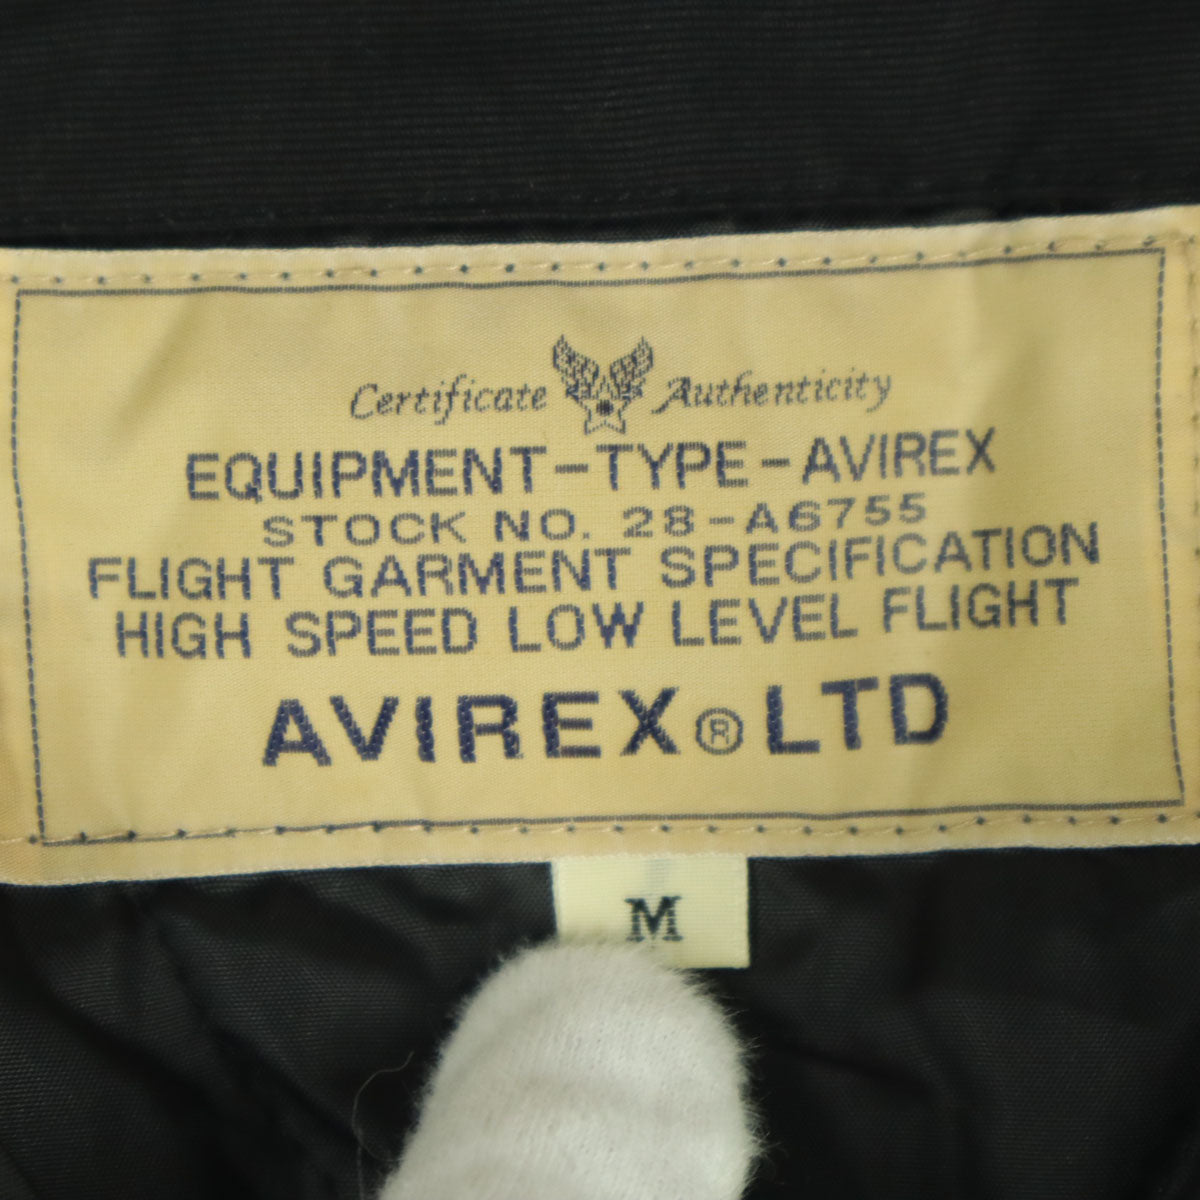 Certificate Authenticity
EQUIPMENT-TYPE-AVIREX
STOCK NO. 28-A6755
FLIGHT GARMENT SPECIFICATION
HIGH SPEED LOW LEVEL FLIGHT
AVIREX®LTD
M